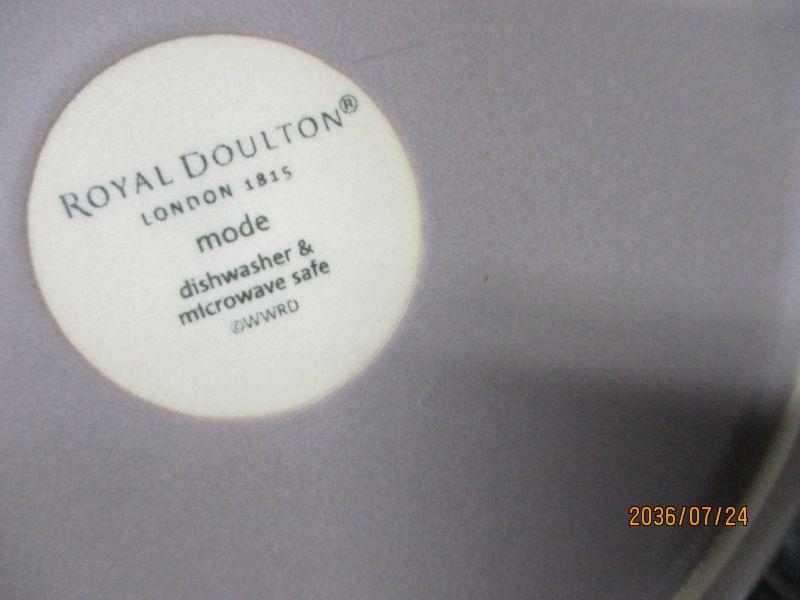 ROYAL DOULTON®
LONDON 1815
mode
dishwasher &
microwave safe
©WWRD
2036/07/24